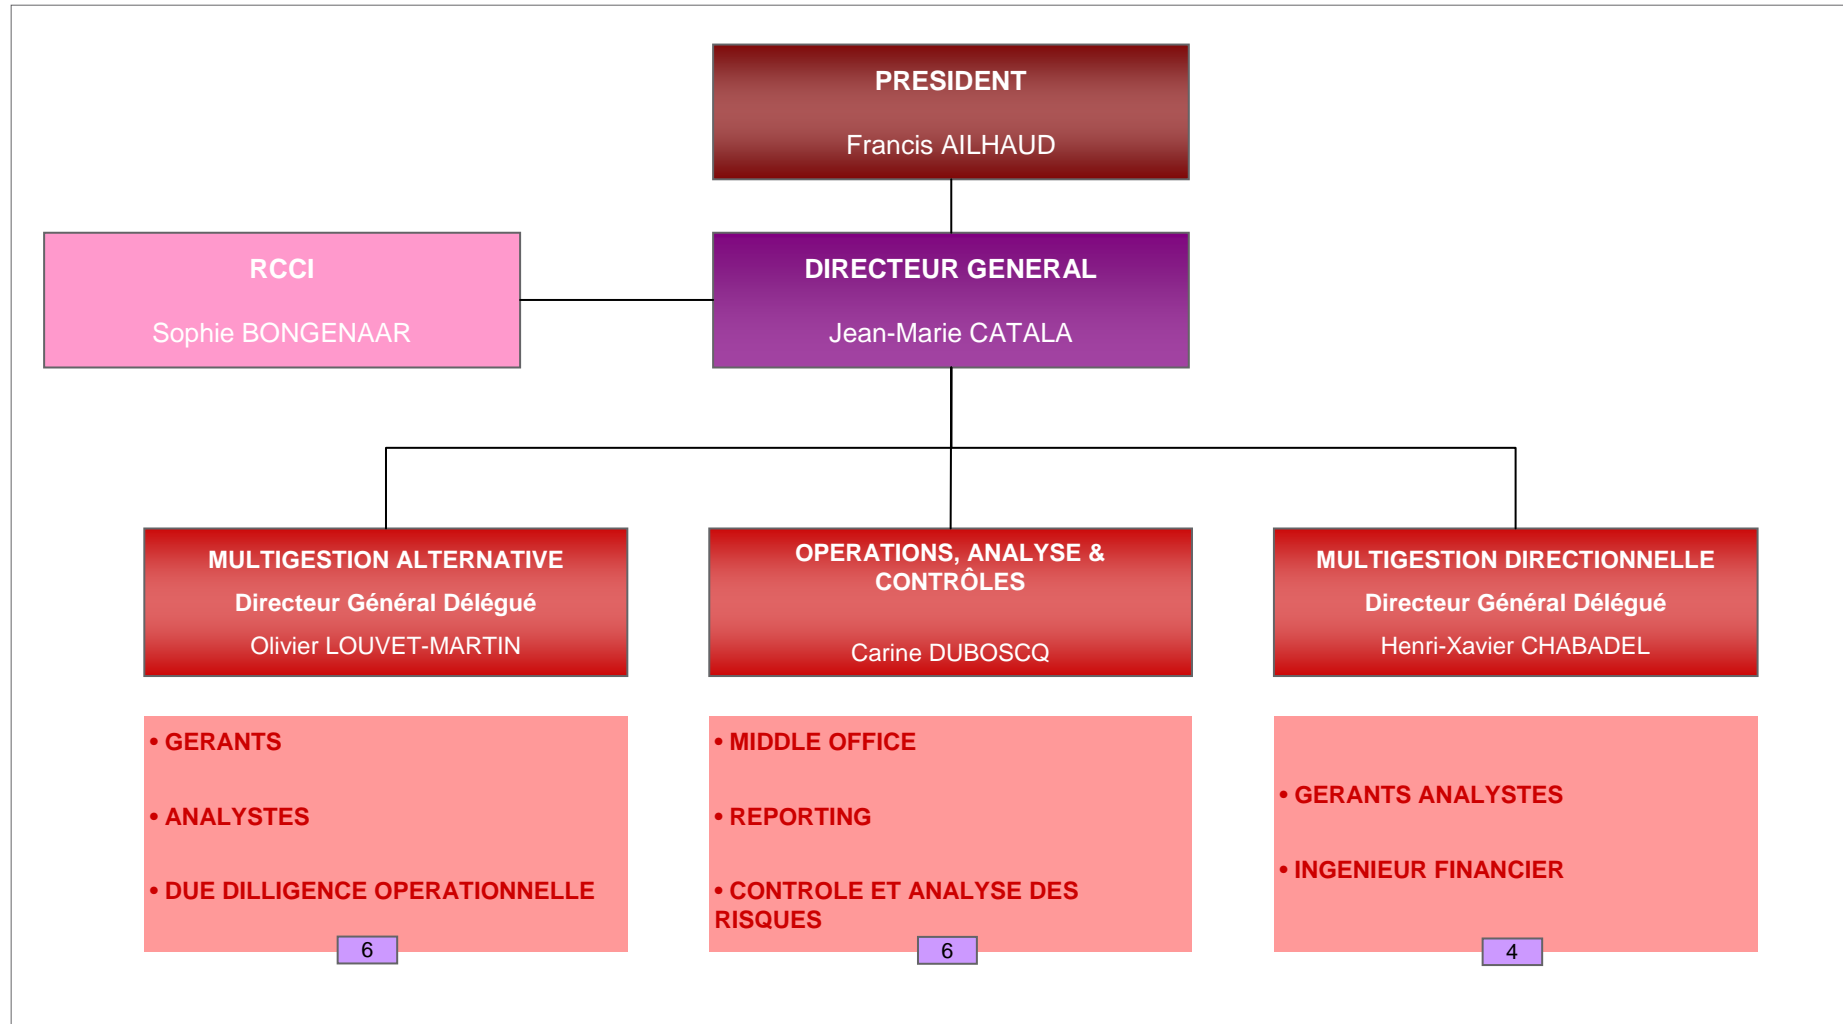 PRESIDENT
Francis AILHAUD
RCCI
Sophie BONGENAAR
DIRECTEUR GENERAL
Jean-Marie CATALA
MULTIGESTION ALTERNATIVE
Directeur Général Délégué
Olivier LOUVET-MARTIN
OPERATIONS, ANALYSE &
CONTRÔLES
Carine DUBOSCQ
MULTIGESTION DIRECTIONNELLE
Directeur Général Délégué
Henri-Xavier CHABADEL
• GERANTS
• ANALYSTES
• DUE DILLIGENCE OPERATIONNELLE
6
• MIDDLE OFFICE
• REPORTING
• CONTROLE ET ANALYSE DES
RISQUES
6
• GERANTS ANALYSTES
• INGENIEUR FINANCIER
4